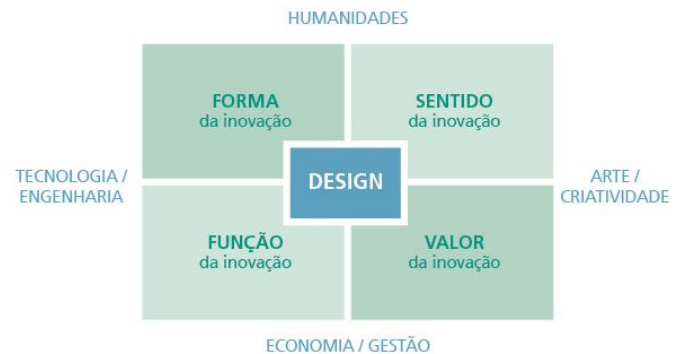 HUMANIDADES
FORMA
da inovação
SENTIDO
da inovação
TECNOLOGIA /
ENGENHARIA
DESIGN
ARTE /
CRIATIVIDADE
FUNÇÃO
da inovação
VALOR
da inovação
ECONOMIA / GESTÃO